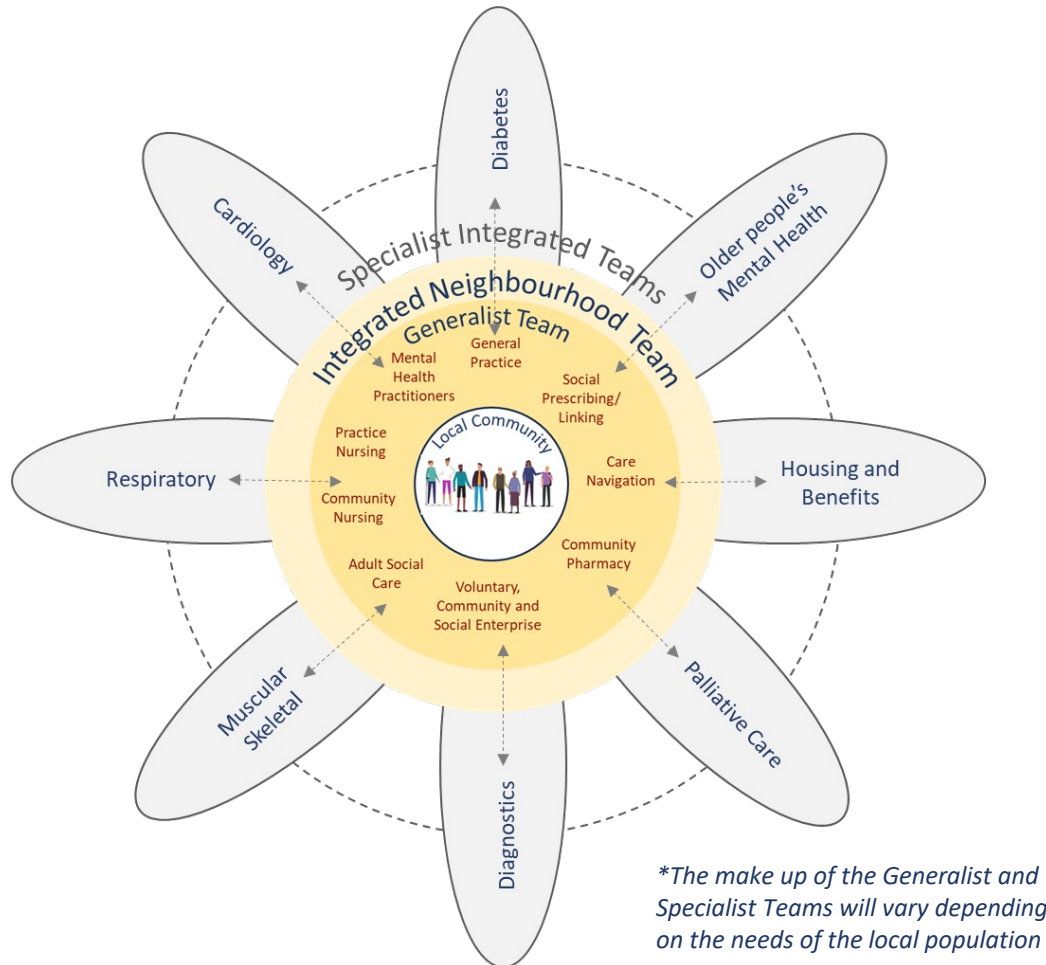 Diabetes
Cardiology
Older people's
Mental Health
Specialist Integrated Teams
Integrated Neighbourhood Team
Generalist Team
General
Practice
Mental
Health
Practitioners
Social
Prescribing/
Linking
Local Community
Practice
Nursing
Care
Navigation
Respiratory
Housing and
Benefits
Community
Nursing
Community
Pharmacy
Adult Social
Care
Voluntary,
Community and
Social Enterprise
Muscular
Skeletal
Palliative Care
Diagnostics
*The make up of the Generalist and
Specialist Teams will vary depending
on the needs of the local population